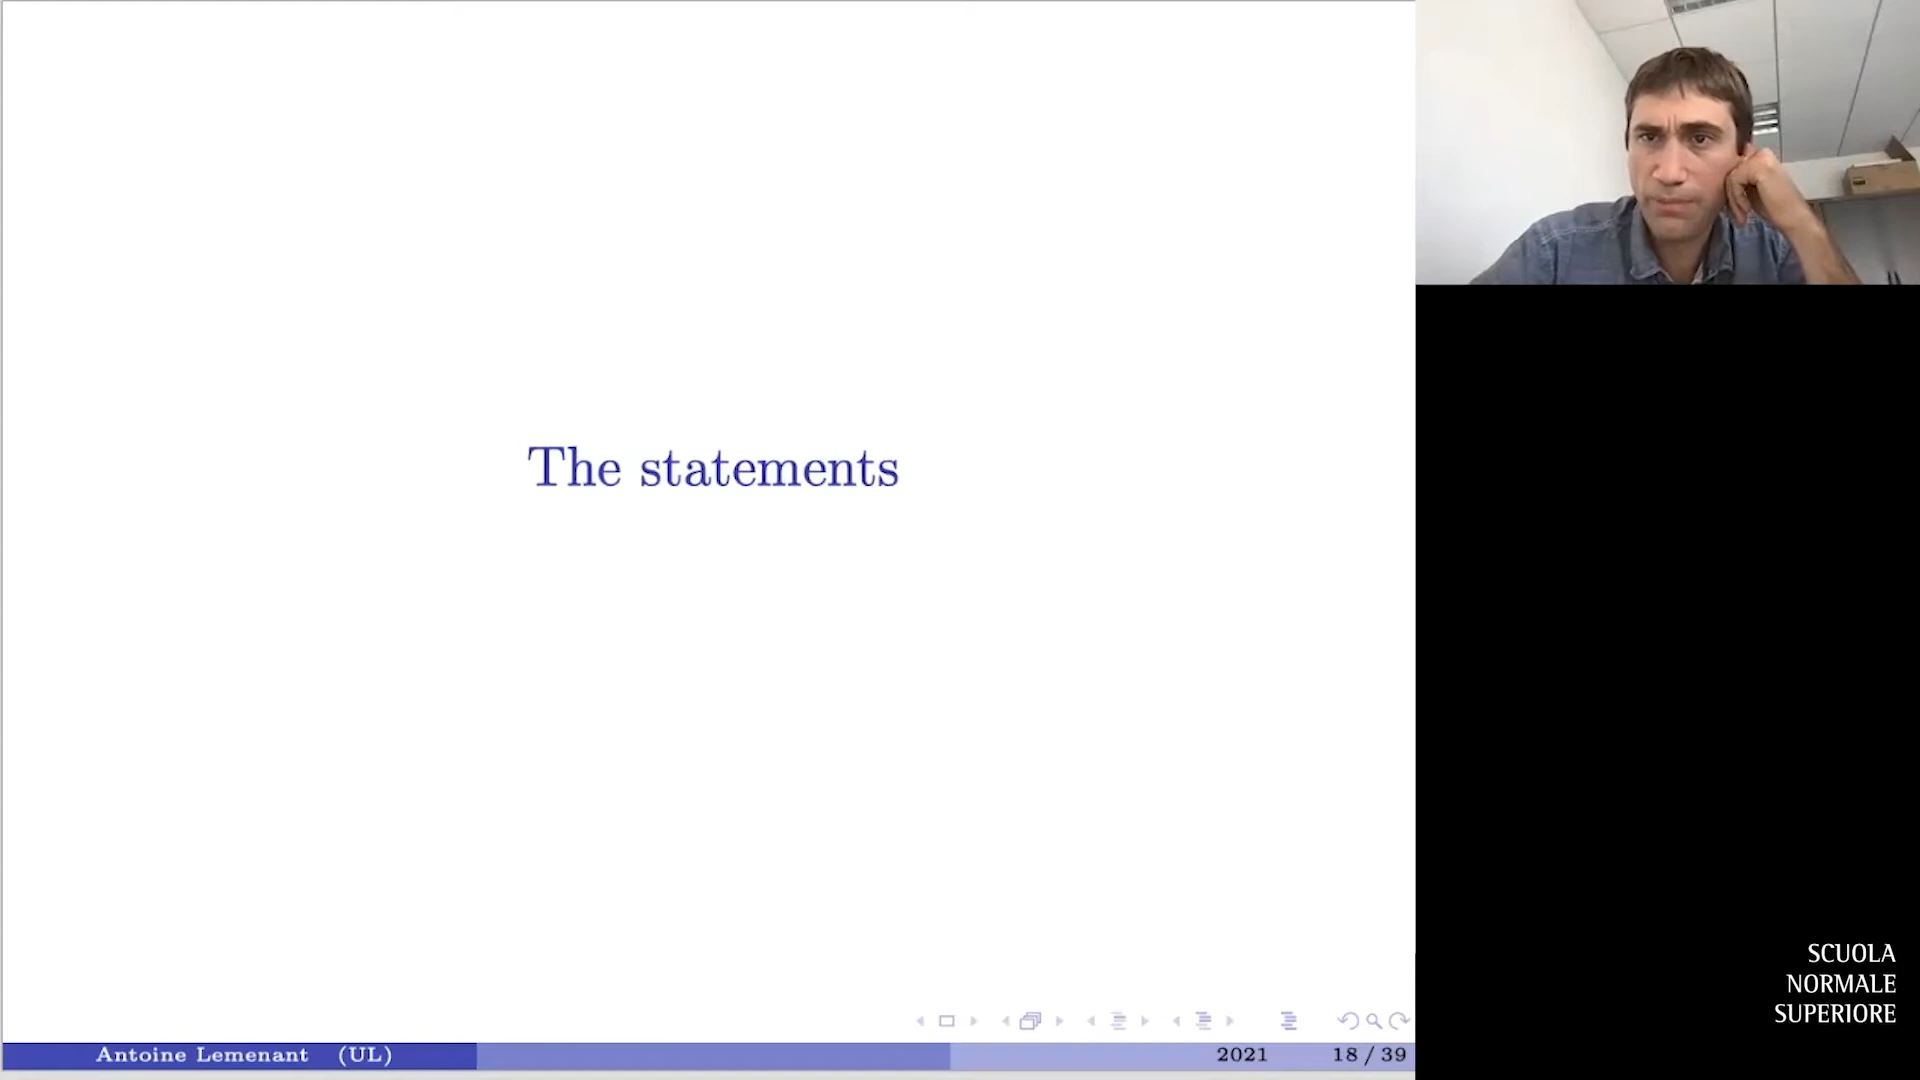 The statements
Antoine Lemenant (UL)
2021
18 / 39
SCUOLA
NORMALE
SUPERIORE